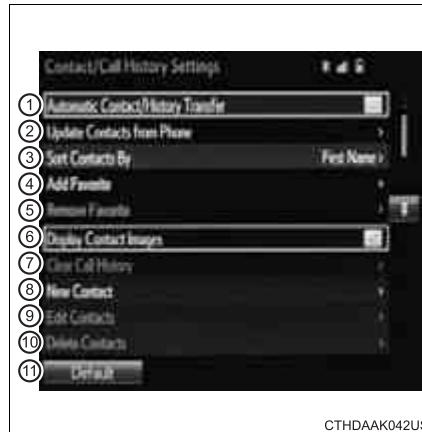 Contact/Call History Settings
1 Automatic Contact/History Transfer
2 Update Contacts from Phone
3 Sort Contacts By First Name
4 Add Favorite
5 Remove Favorite
6 Display Contact Images
7 Clear Call History
8 New Contact
9 Edit Contacts
10 Delete Contacts
11 Default
CTHDAAK042US